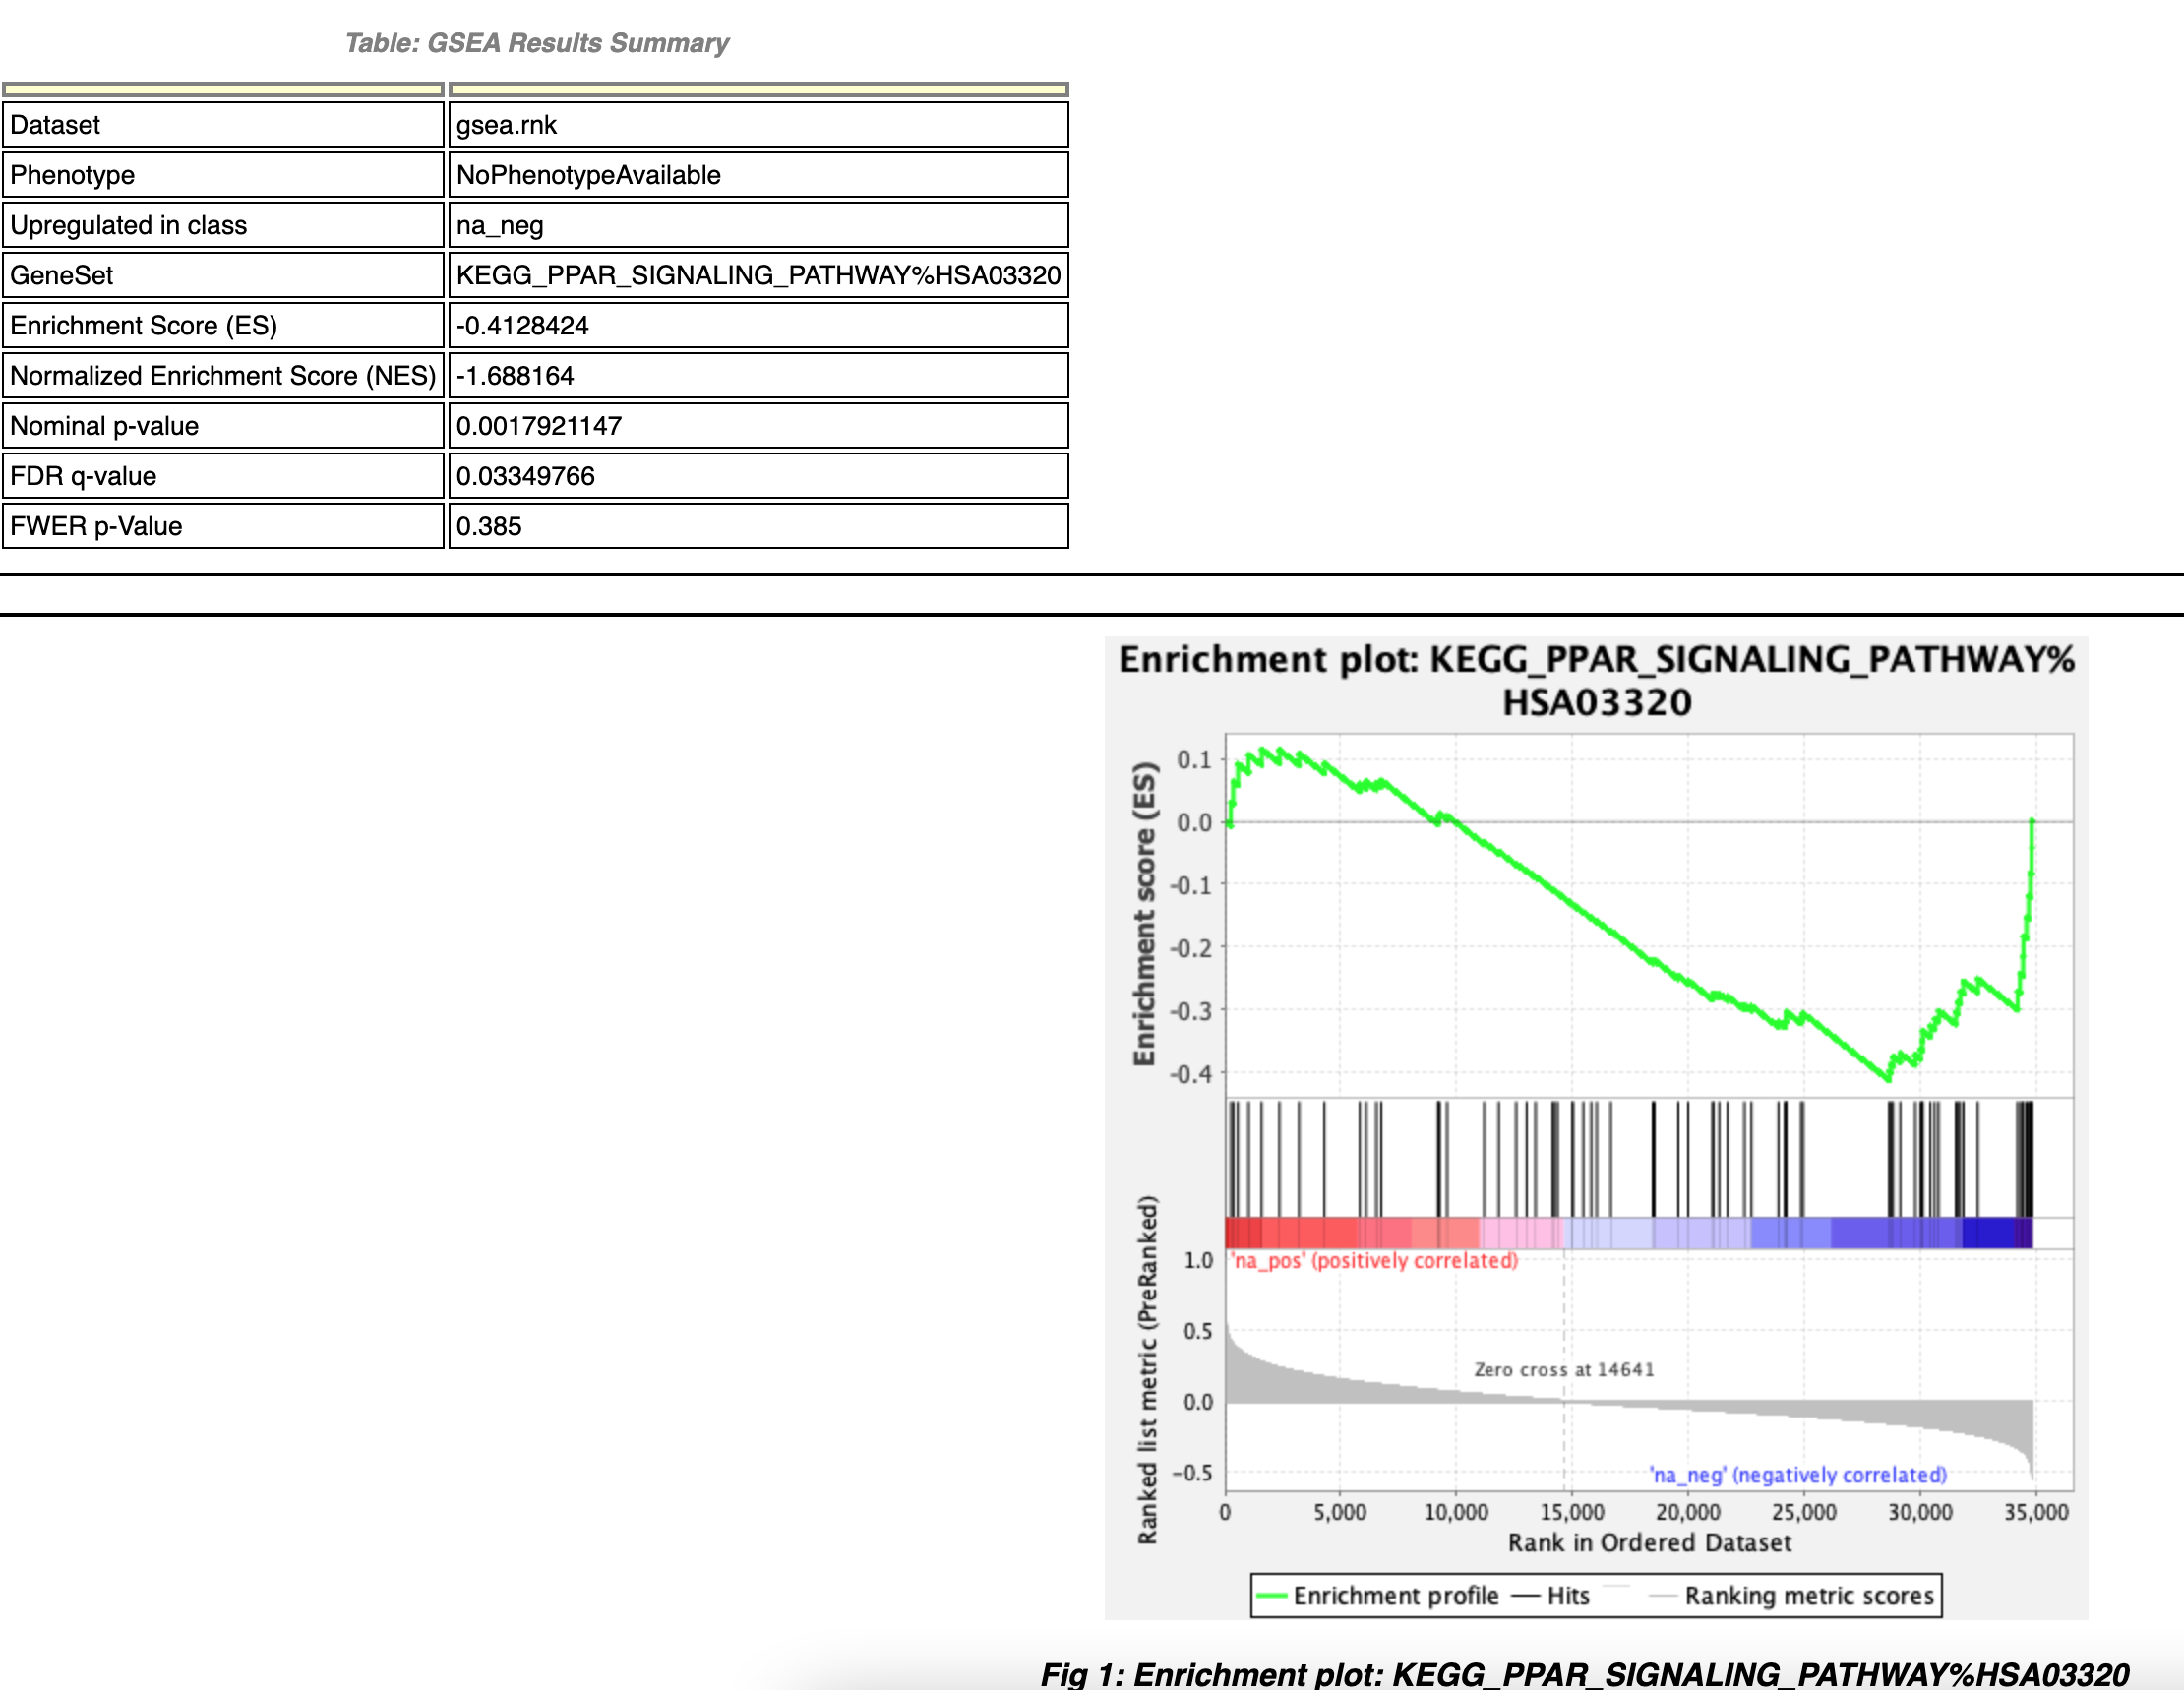 Table: GSEA Results Summary
Dataset gsea.rnk
Phenotype NoPhenotypeAvailable
Upregulated in class na_neg
GeneSet KEGG_PPAR_SIGNALING_PATHWAY%HSA03320
Enrichment Score (ES) -0.4128424
Normalized Enrichment Score (NES) -1.688164
Nominal p-value 0.0017921147
FDR q-value 0.03349766
FWER p-Value 0.385
Enrichment plot: KEGG_PPAR_SIGNALING_PATHWAY%
HSA03320
Enrichment score (ES)
0.1
0.0
-0.1
-0.2
-0.3
-0.4
Ranked list metric (PreRanked)
1.0
'na_pos' (positively correlated)
0.5
Zero cross at 14641
0.0
-0.5
'na_neg' (negatively correlated)
0 5,000 10,000 15,000 20,000 25,000 30,000 35,000
Rank in Ordered Dataset
Enrichment profile Hits Ranking metric scores
Fig 1: Enrichment plot: KEGG_PPAR_SIGNALING_PATHWAY%HSA03320